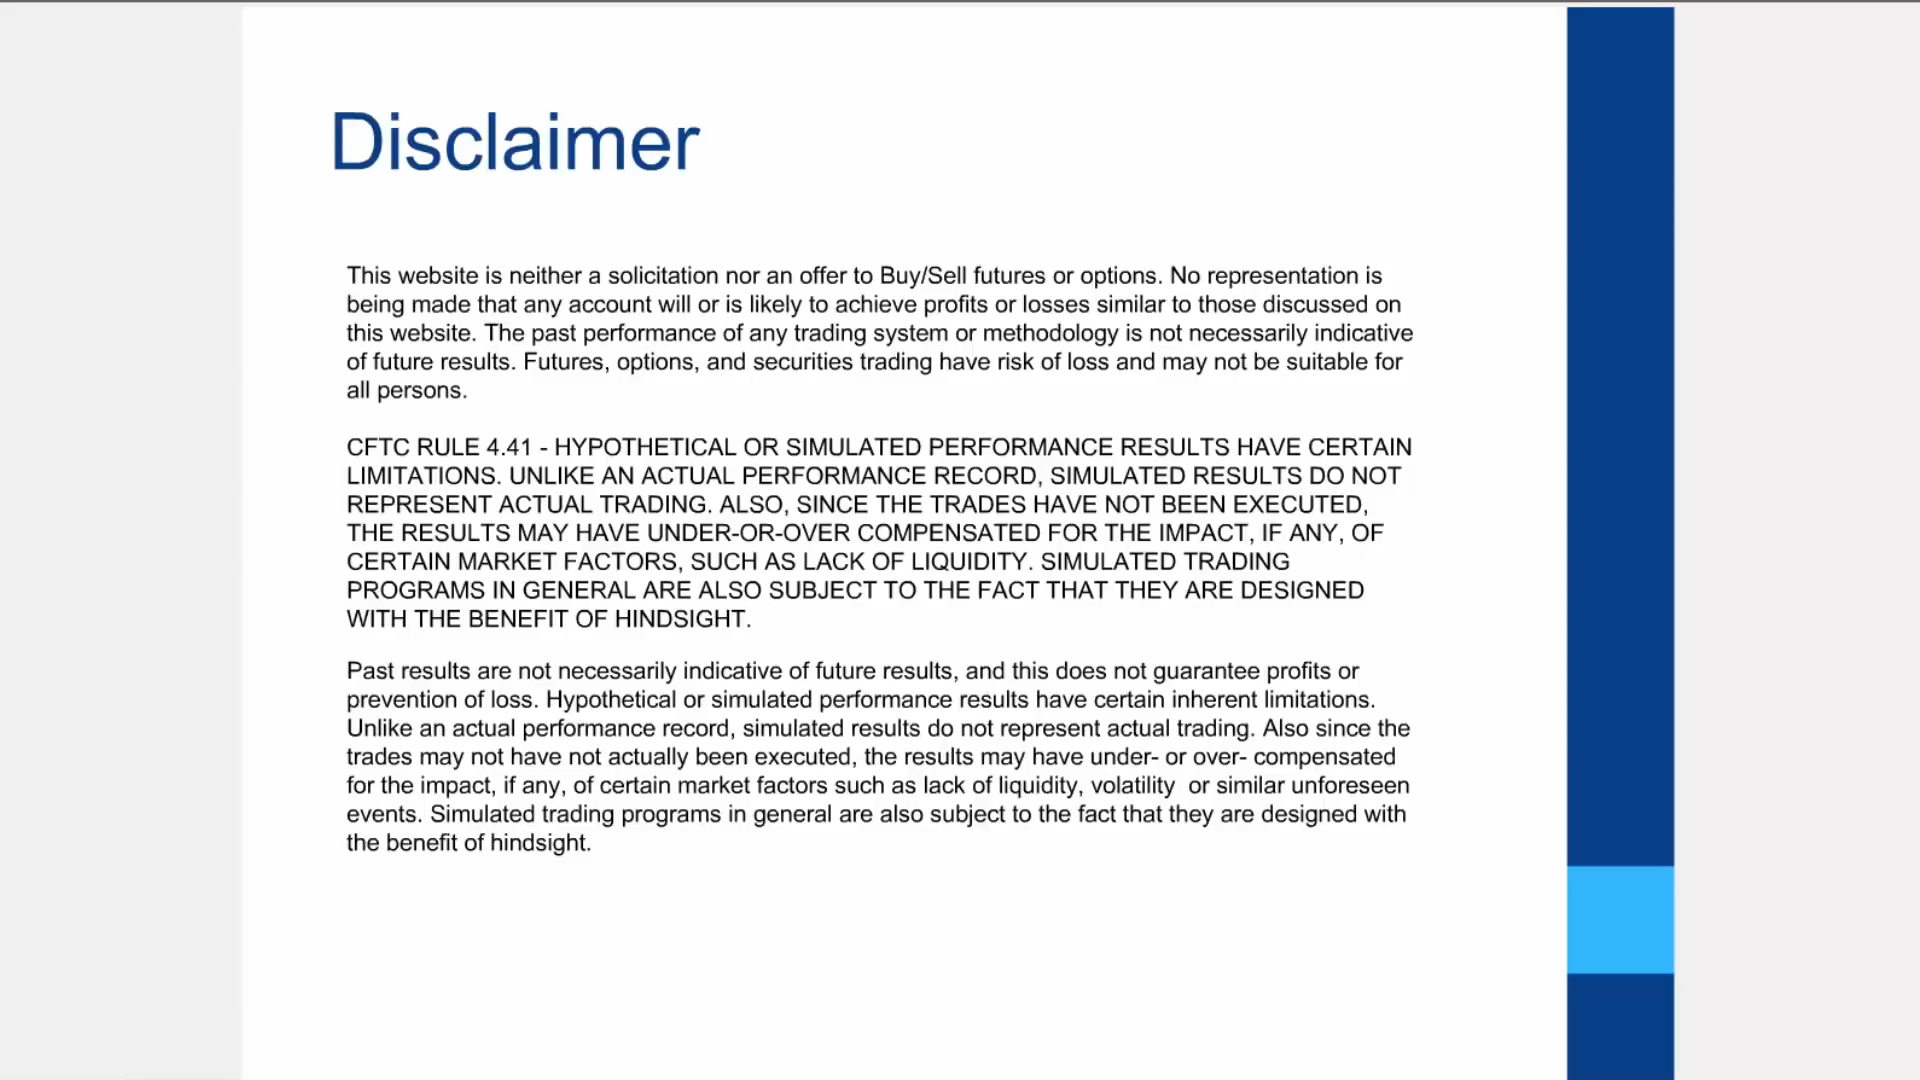 Disclaimer
This website is neither a solicitation nor an offer to Buy/Sell futures or options. No representation is
being made that any account will or is likely to achieve profits or losses similar to those discussed on
this website. The past performance of any trading system or methodology is not necessarily indicative
of future results. Futures, options, and securities trading have risk of loss and may not be suitable for
all persons.
CFTC RULE 4.41 - HYPOTHETICAL OR SIMULATED PERFORMANCE RESULTS HAVE CERTAIN
LIMITATIONS. UNLIKE AN ACTUAL PERFORMANCE RECORD, SIMULATED RESULTS DO NOT
REPRESENT ACTUAL TRADING. ALSO, SINCE THE TRADES HAVE NOT BEEN EXECUTED,
THE RESULTS MAY HAVE UNDER-OR-OVER COMPENSATED FOR THE IMPACT, IF ANY, OF
CERTAIN MARKET FACTORS, SUCH AS LACK OF LIQUIDITY. SIMULATED TRADING
PROGRAMS IN GENERAL ARE ALSO SUBJECT TO THE FACT THAT THEY ARE DESIGNED
WITH THE BENEFIT OF HINDSIGHT.
Past results are not necessarily indicative of future results, and this does not guarantee profits or
prevention of loss. Hypothetical or simulated performance results have certain inherent limitations.
Unlike an actual performance record, simulated results do not represent actual trading. Also since the
trades may not have not actually been executed, the results may have under- or over- compensated
for the impact, if any, of certain market factors such as lack of liquidity, volatility  or similar unforeseen
events. Simulated trading programs in general are also subject to the fact that they are designed with
the benefit of hindsight.